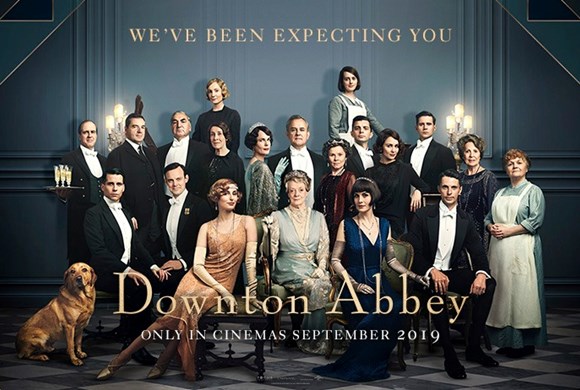 WE'VE BEEN EXPECTING YOU
Downton Abbey
ONLY IN CINEMAS SEPTEMBER 2019